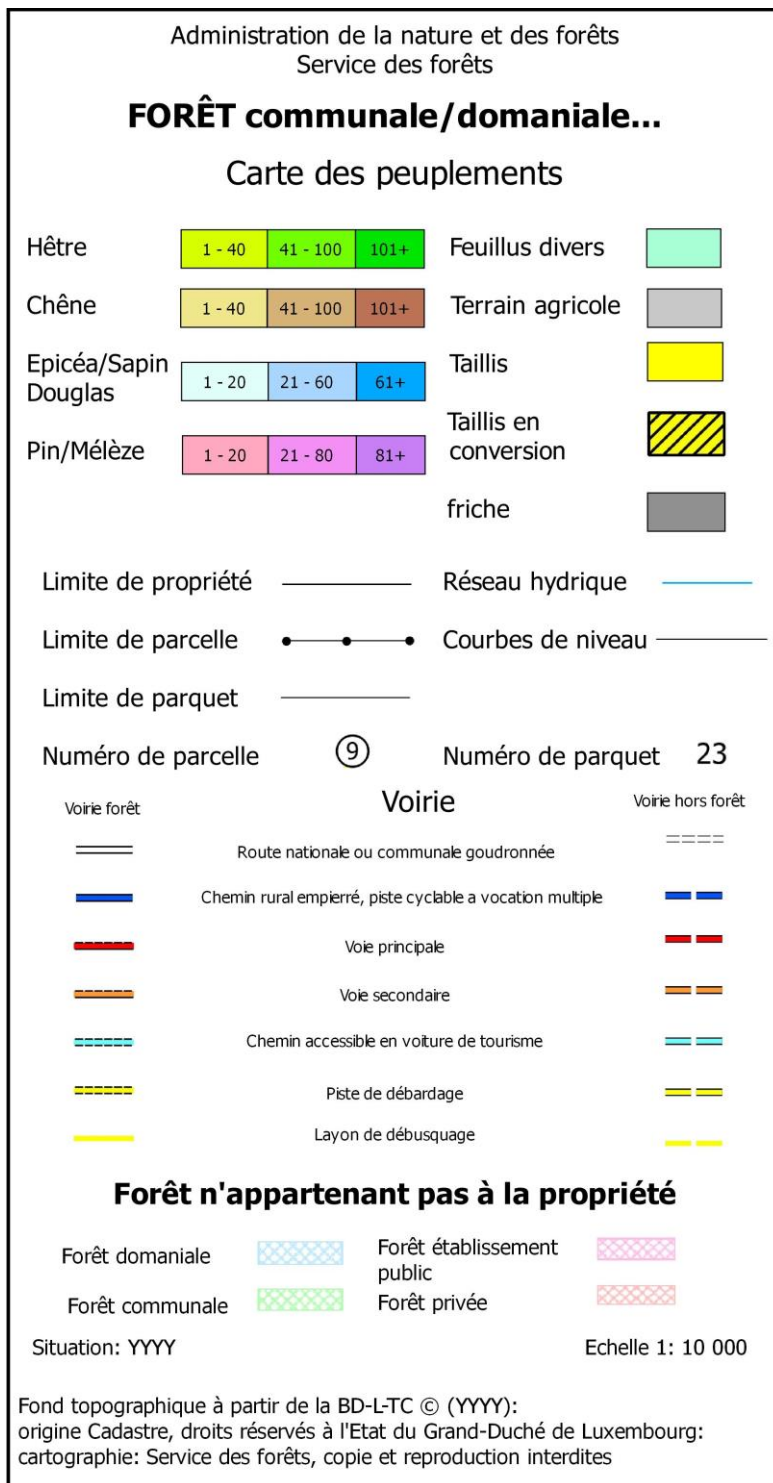 Administration de la nature et des forêts
Service des forêts
FORÊT communale/domaniale...
Carte des peuplements
Hêtre 1 - 40 41 - 100 101+ Feuillus divers
Chêne 1 - 40 41 - 100 101+ Terrain agricole
Epicéa/Sapin
Douglas 1 - 20 21 - 60 61+ Taillis
Pin/Mélèze 1 - 20 21 - 80 81+ Taillis en
conversion
friche
Limite de propriété Réseau hydrique
Limite de parcelle Courbes de niveau
Limite de parquet
Numéro de parcelle 9 Numéro de parquet 23
Voirie forêt Voirie Voirie hors forêt
Route nationale ou communale goudronnée
Chemin rural empierré, piste cyclable a vocation multiple
Voie principale
Voie secondaire
Chemin accessible en voiture de tourisme
Piste de débardage
Layon de débusquage
Forêt n'appartenant pas à la propriété
Forêt domaniale Forêt établissement
public
Forêt communale Forêt privée
Situation: YYYY Echelle 1: 10 000
Fond topographique à partir de la BD-L-TC © (YYYY):
origine Cadastre, droits réservés à l'Etat du Grand-Duché de Luxembourg:
cartographie: Service des forêts, copie et reproduction interdites